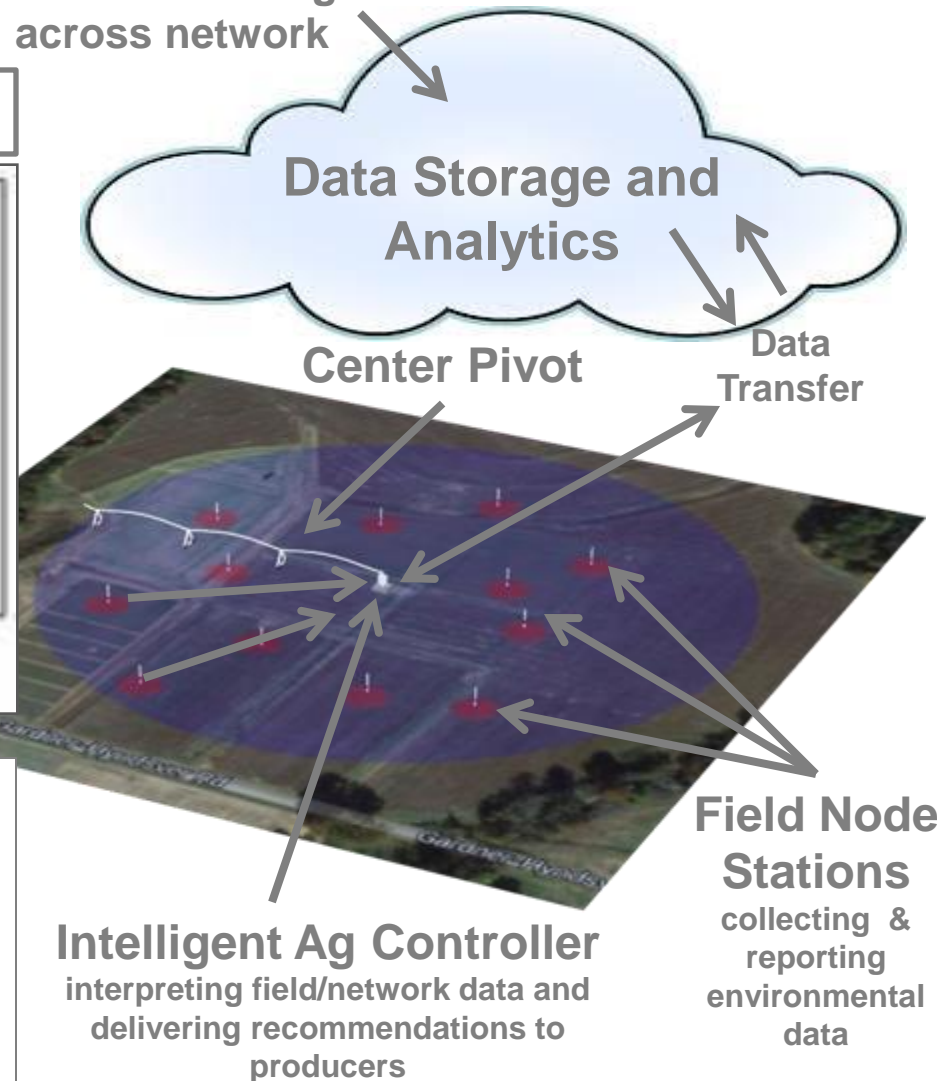 across network
Data Storage and
Analytics
Data
Transfer
Center Pivot
Field Node
Stations
collecting &
reporting
environmental
data
Intelligent Ag Controller
interpreting field/network data and
delivering recommendations to
producers